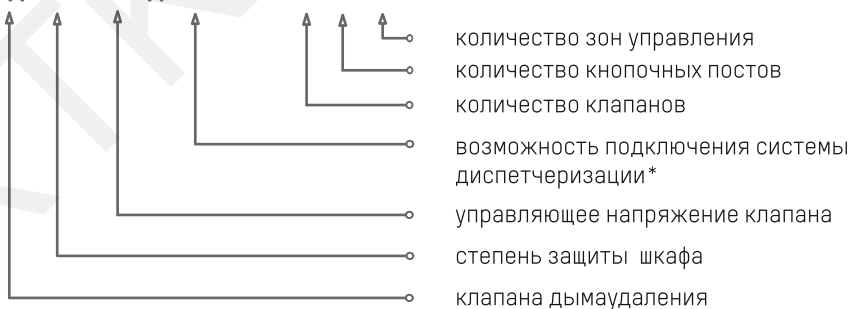 количество зон управления
количество кнопочных постов
количество клапанов
возможность подключения системы
диспетчеризации*
управляющее напряжение клапана
степень защиты шкафа
клапана дымаудаления